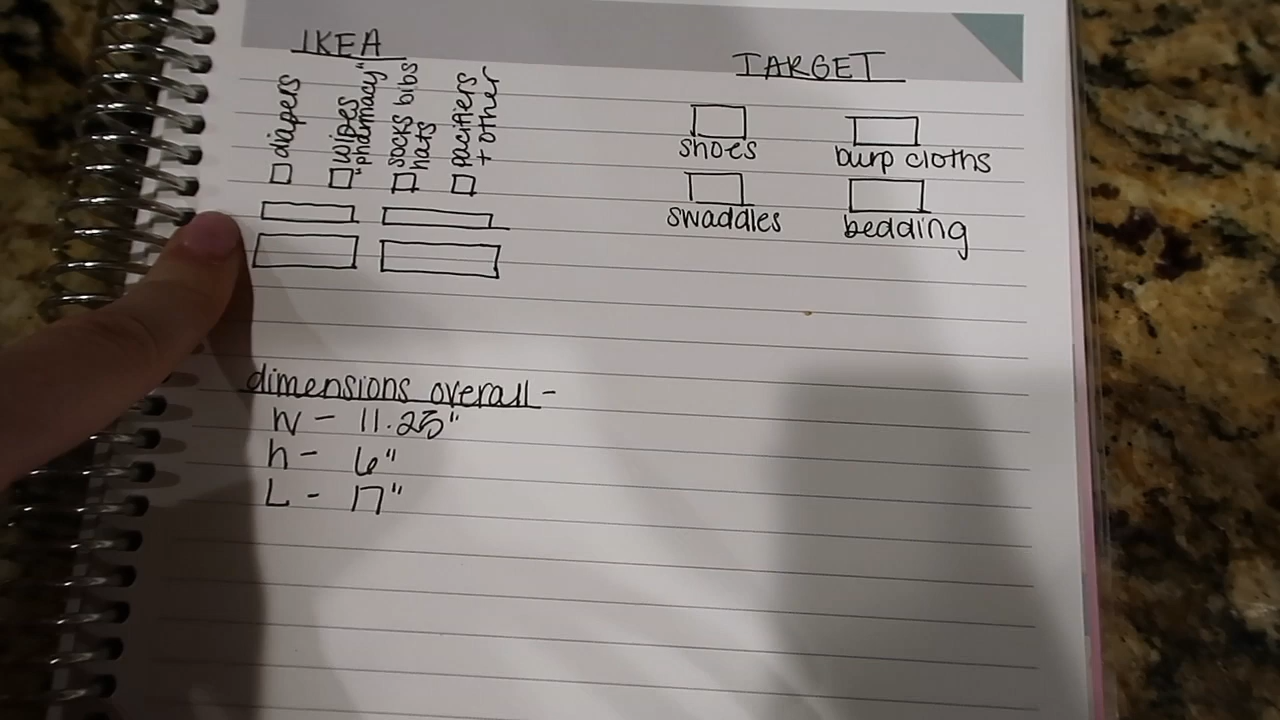 IKEA
diapers
wipes
"pharmacy"
socks bibs
hats
pacifiers
+ other
TARGET
shoes
burp cloths
swaddles
bedding
dimensions overall -
W - 11.25"
h - 6"
L - 17"